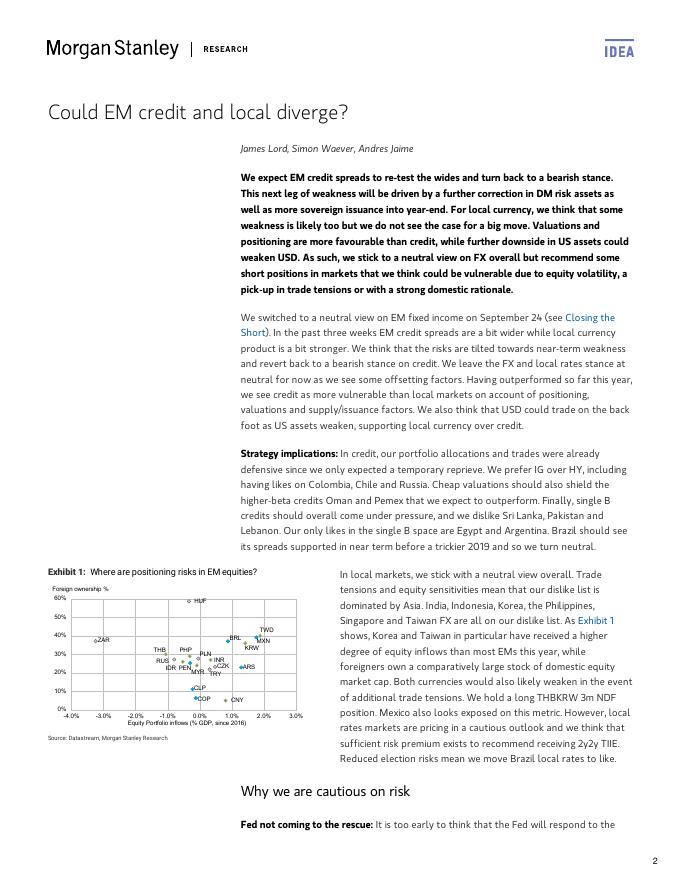 Morgan Stanley | RESEARCH
IDEA
Could EM credit and local diverge?
James Lord, Simon Waever, Andres Jaime
We expect EM credit spreads to re-test the wides and turn back to a bearish stance.
This next leg of weakness will be driven by a further correction in DM risk assets as
well as more sovereign issuance into year-end. For local currency, we think that some
weakness is likely too but we do not see the case for a big move. Valuations and
positioning are more favourable than credit, while further downside in US assets could
weaken USD. As such, we stick to a neutral view on FX overall but recommend some
short positions in markets that we think could be vulnerable due to equity volatility, a
pick-up in trade tensions or with a strong domestic rationale.
We switched to a neutral view on EM fixed income on September 24 (see Closing the
Short). In the past three weeks EM credit spreads are a bit wider while local currency
product is a bit stronger. We think that the risks are tilted towards near-term weakness
and revert back to a bearish stance on credit. We leave the FX and local rates stance at
neutral for now as we see some offsetting factors. Having outperformed so far this year,
we see credit as more vulnerable than local markets on account of positioning,
valuations and supply/issuance factors. We also think that USD could trade on the back
foot as US assets weaken, supporting local currency over credit.
Strategy implications: In credit, our portfolio allocations and trades were already
defensive since we only expected a temporary reprieve. We prefer IG over HY, including
having likes on Colombia, Chile and Russia. Cheap valuations should also shield the
higher-beta credits Oman and Pemex that we expect to outperform. Finally, single B
credits should overall come under pressure, and we dislike Sri Lanka, Pakistan and
Lebanon. Our only likes in the single B space are Egypt and Argentina. Brazil should see
its spreads supported in near term before a trickier 2019 and so we turn neutral.
Exhibit 1: Where are positioning risks in EM equities?
Foreign ownership %
60%
50%
40%
30%
20%
10%
0%
HUF
ZAR
TWD
BRL
MXN
KRW
THB
PHP
PLN
RUS
INR
IDR
PEN
CZK
ARS
MYR
TRY
CLP
COP
CNY
-4.0% -3.0% -2.0% -1.0% 0.0% 1.0% 2.0% 3.0%
Equity Portfolio inflows (% GDP, since 2016)
Source: Datastream, Morgan Stanley Research
In local markets, we stick with a neutral view overall. Trade
tensions and equity sensitivities mean that our dislike list is
dominated by Asia. India, Indonesia, Korea, the Philippines,
Singapore and Taiwan FX are all on our dislike list. As Exhibit 1
shows, Korea and Taiwan in particular have received a higher
degree of equity inflows than most EMs this year, while
foreigners own a comparatively large stock of domestic equity
market cap. Both currencies would also likely weaken in the event
of additional trade tensions. We hold a long THBKRW 3m NDF
position. Mexico also looks exposed on this metric. However, local
rates markets are pricing in a cautious outlook and we think that
sufficient risk premium exists to recommend receiving 2y2y TIIE.
Reduced election risks mean we move Brazil local rates to like.
Why we are cautious on risk
Fed not coming to the rescue: It is too early to think that the Fed will respond to the
2